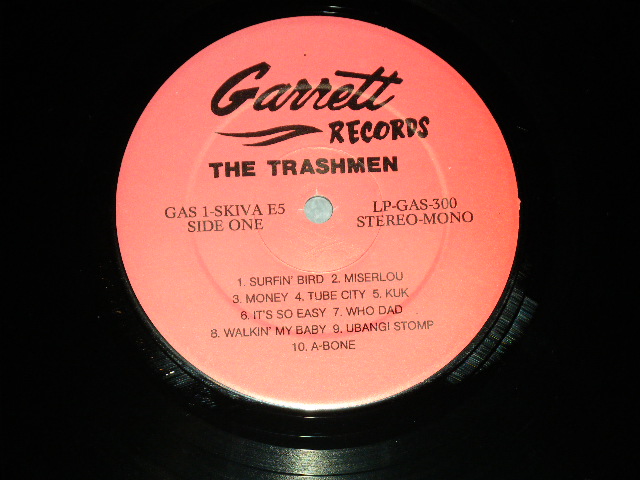 Garrett
RECORDS
THE TRASHMEN
GAS 1-SKIVA E5 LP-GAS-300
SIDE ONE STEREO-MONO
1. SURFIN' BIRD 2. MISERLOU
3. MONEY 4. TUBE CITY 5. KUK
6. IT'S SO EASY 7. WHO DAD
8. WALKIN' MY BABY 9. UBANGI STOMP
10. A-BONE